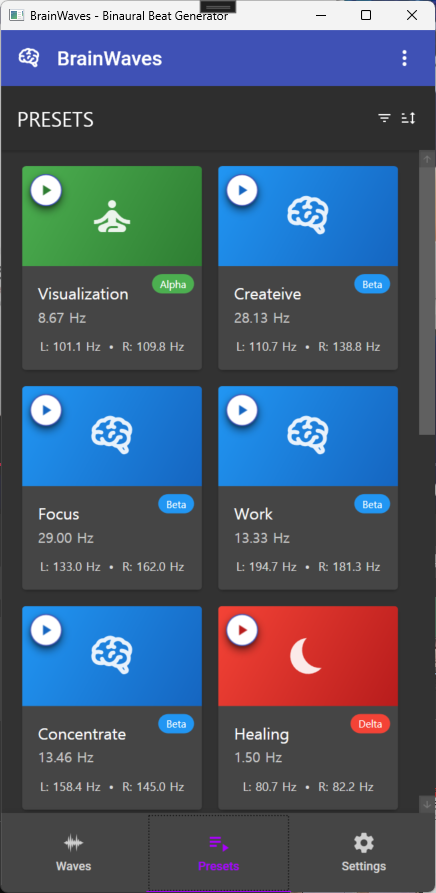 BrainWaves - Binaural Beat Generator
BrainWaves
PRESETS
Alpha
Visualization
8.67 Hz
L: 101.1 Hz • R: 109.8 Hz
Beta
Createive
28.13 Hz
L: 110.7 Hz • R: 138.8 Hz
Beta
Focus
29.00 Hz
L: 133.0 Hz • R: 162.0 Hz
Beta
Work
13.33 Hz
L: 194.7 Hz • R: 181.3 Hz
Beta
Concentrate
13.46 Hz
L: 158.4 Hz • R: 145.0 Hz
Delta
Healing
1.50 Hz
L: 80.7 Hz • R: 82.2 Hz
Waves
Presets
Settings